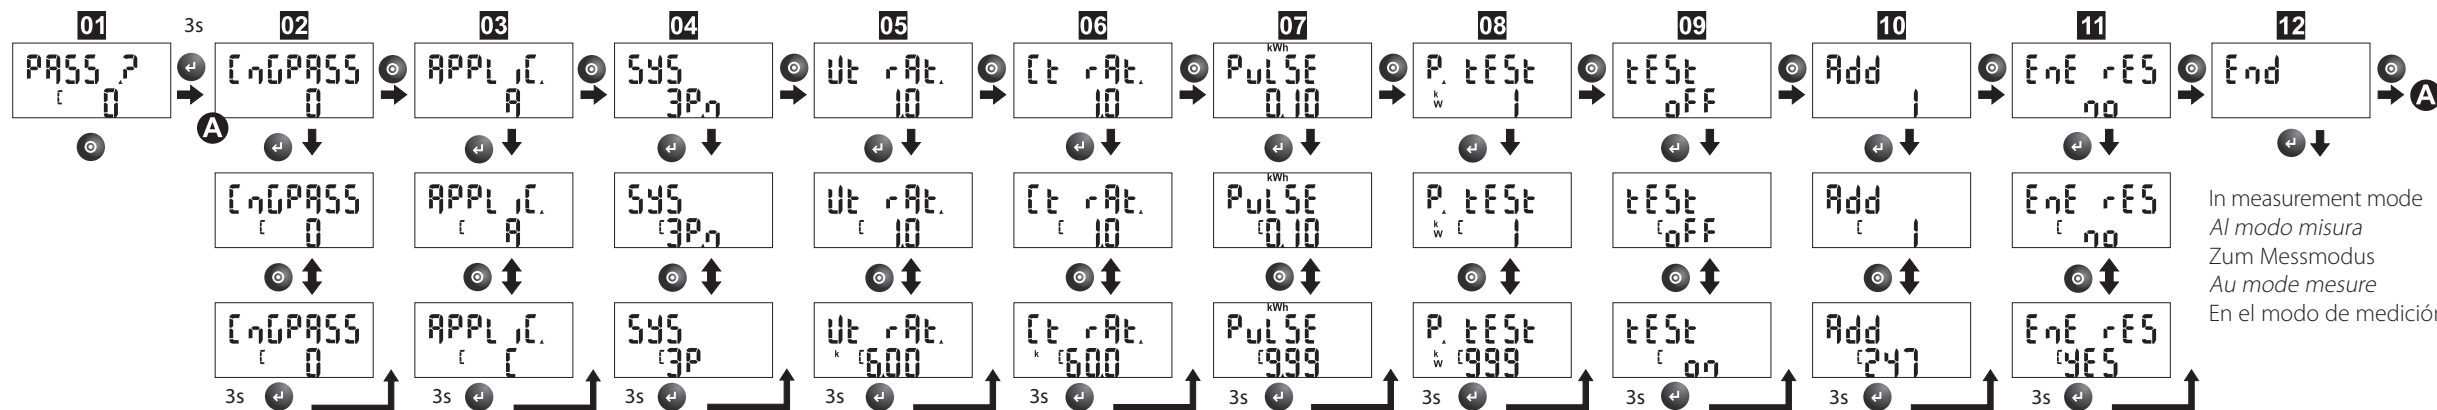 01 3s 02 03 04 05 06 07 08 09 10 11 12
PASS ? CnGPASS APPLiC. SYS Ut rAt. Ct rAt. kWh PuLSE P. tESt tESt Add EnE rES End
C 0 0 A 3P.n 1.0 1.0 0.10 k W 1 oFF 1 no
A A
CnGPASS APPLiC. SYS Ut rAt. Ct rAt. kWh PuLSE P. tESt tESt Add EnE rES
C 0 C A C 3P.n C 1.0 C 1.0 C 0.10 k W C 1 C oFF C 1 C no
In measurement mode
Al modo misura
Zum Messmodus
Au mode mesure
En el modo de medición
CnGPASS APPLiC. SYS Ut rAt. Ct rAt. kWh PuLSE P. tESt tESt Add EnE rES
C 0 C C C 3P k C 6.00 k C 60.0 C 9.99 k W C 999 C on C 247 C YES
3s 3s 3s 3s 3s 3s 3s 3s 3s 3s